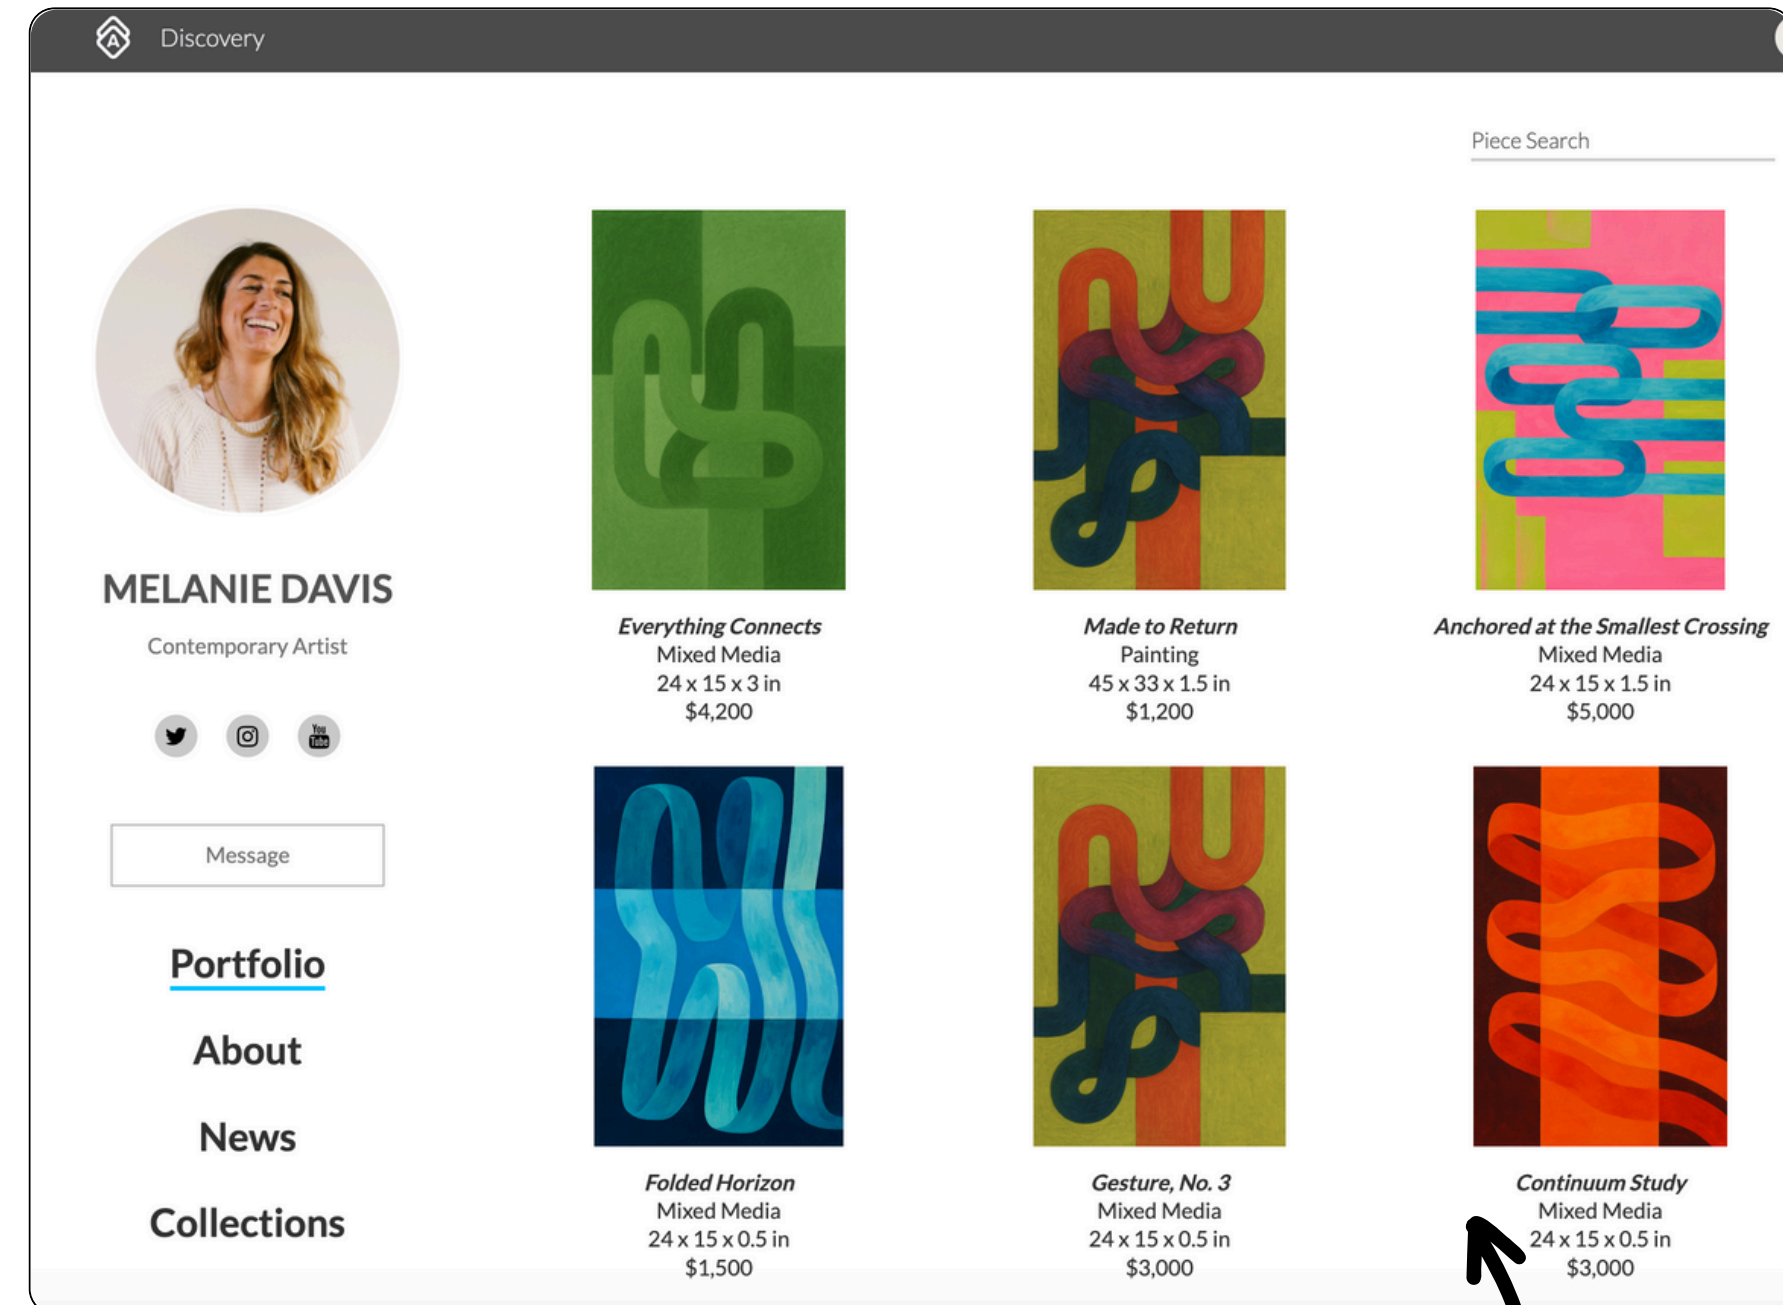 A
Discovery
Piece Search
MELANIE DAVIS
Contemporary Artist
You
Tube
Message
Portfolio
About
News
Collections
Everything Connects
Mixed Media
24 x 15 x 3 in
$4,200
Made to Return
Painting
45 x 33 x 1.5 in
$1,200
Anchored at the Smallest Crossing
Mixed Media
24 x 15 x 1.5 in
$5,000
Folded Horizon
Mixed Media
24 x 15 x 0.5 in
$1,500
Gesture, No. 3
Mixed Media
24 x 15 x 0.5 in
$3,000
Continuum Study
Mixed Media
24 x 15 x 0.5 in
$3,000